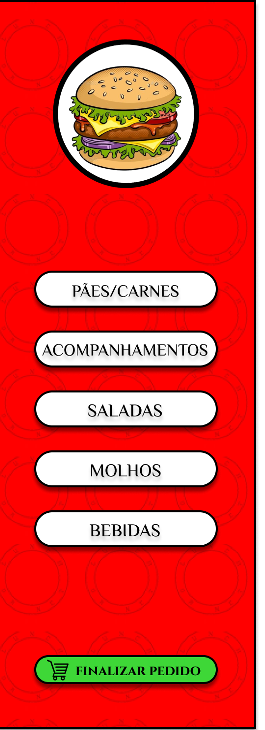 PÃES/CARNES
ACOMPANHAMENTOS
SALADAS
MOLHOS
BEBIDAS
FINALIZAR PEDIDO